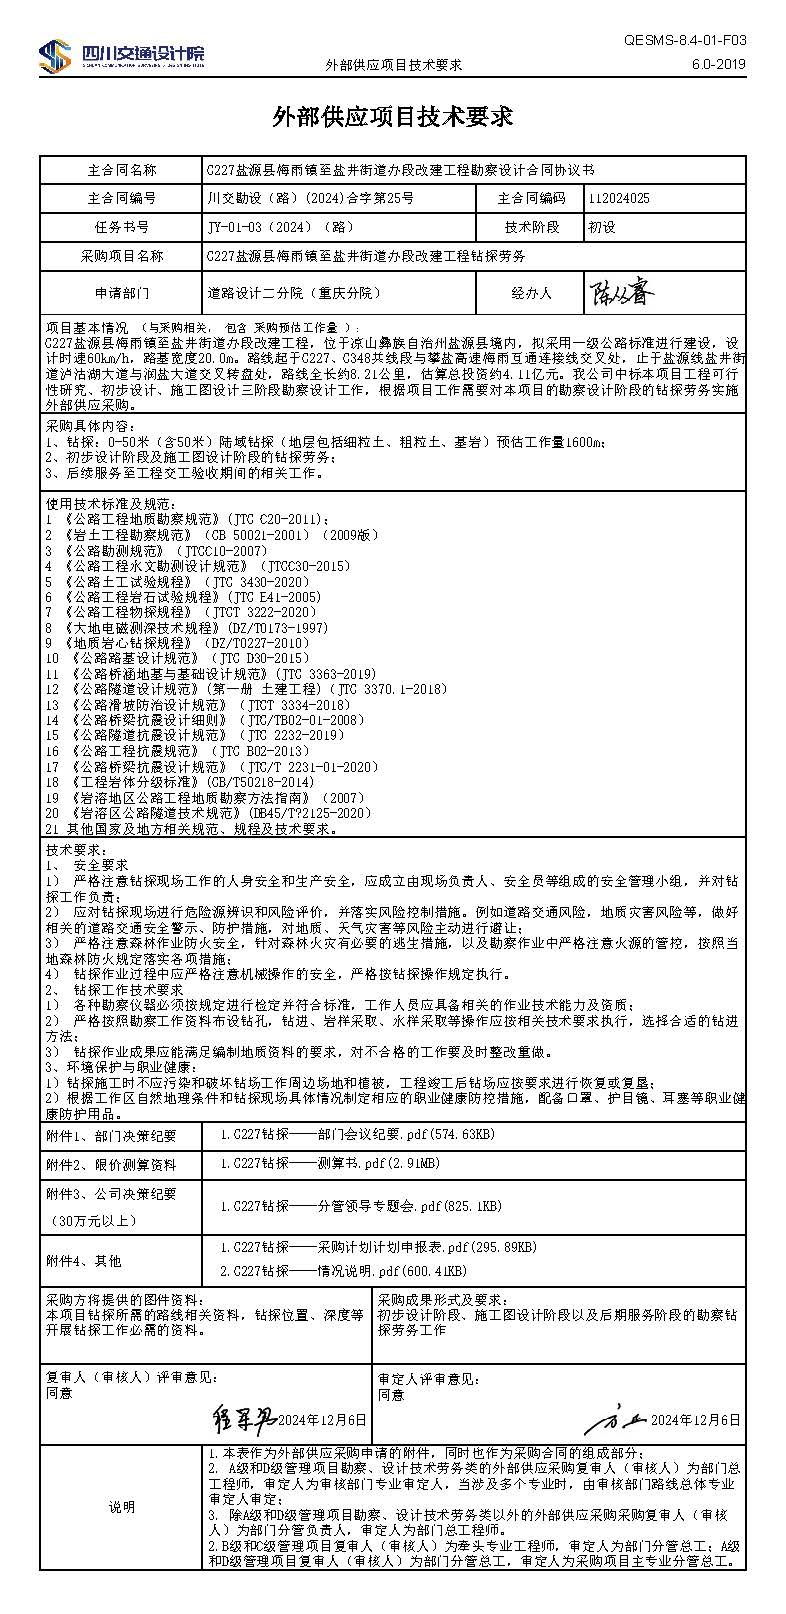 四川交通设计院
SICHUAN COMMUNICATION SURVEYING & DESIGN INSTITUTE
外部供应项目技术要求
QESMS-8.4-01-F03
6.0-2019
外部供应项目技术要求
主合同名称 G227盐源县梅雨镇至盐井街道办段改建工程勘察设计合同协议书
主合同编号 川交勘设（路）(2024)合字第25号 主合同编码 112024025
任务书号 JY-01-03（2024）（路） 技术阶段 初设
采购项目名称 G227盐源县梅雨镇至盐井街道办段改建工程钻探劳务
申请部门 道路设计二分院（重庆分院） 经办人
项目基本情况 （与采购相关， 包含 采购预估工作量 ）：
G227盐源县梅雨镇至盐井街道办段改建工程，位于凉山彝族自治州盐源县境内，拟采用一级公路标准进行建设，设
计时速60km/h，路基宽度20.0m。路线起于G227、G348共线段与攀盐高速梅雨互通连接线交叉处，止于盐源线盐井街
道泸沽湖大道与润盐大道交叉转盘处，路线全长约8.21公里，估算总投资约4.11亿元。我公司中标本项目工程可行
性研究、初步设计、施工图设计三阶段勘察设计工作，根据项目工作需要对本项目的勘察设计阶段的钻探劳务实施
外部供应采购。
采购具体内容：
1、钻探：0-50米（含50米）陆域钻探（地层包括细粒土、粗粒土、基岩）预估工作量1600m；
2、初步设计阶段及施工图设计阶段的钻探劳务；
3、后续服务至工程交工验收期间的相关工作。
使用技术标准及规范：
1 《公路工程地质勘察规范》(JTG C20-2011)；
2 《岩土工程勘察规范》（GB 50021-2001）（2009版）
3 《公路勘测规范》（JTGC10-2007）
4 《公路工程水文勘测设计规范》（JTGC30-2015）
5 《公路土工试验规程》（JTG 3430-2020）
6 《公路工程岩石试验规程》(JTG E41-2005)
7 《公路工程物探规程》（JTGT 3222-2020）
8 《大地电磁测深技术规程》(DZ/T0173-1997)
9 《地质岩心钻探规程》（DZ/T0227-2010）
10 《公路路基设计规范》（JTG D30-2015）
11 《公路桥涵地基与基础设计规范》(JTG 3363-2019)
12 《公路隧道设计规范》(第一册 土建工程)（JTG 3370.1-2018）
13 《公路滑坡防治设计规范》（JTGT 3334-2018）
14 《公路桥梁抗震设计细则》（JTG/TB02-01-2008）
15 《公路隧道抗震设计规范》（JTG 2232-2019）
16 《公路工程抗震规范》（JTG B02-2013）
17 《公路桥梁抗震设计规范》（JTG/T 2231-01-2020）
18 《工程岩体分级标准》(GB/T50218-2014)
19 《岩溶地区公路工程地质勘察方法指南》（2007）
20 《岩溶区公路隧道技术规范》(DB45/T?2125-2020）
21 其他国家及地方相关规范、规程及技术要求。
技术要求：
1、 安全要求
1） 严格注意钻探现场工作的人身安全和生产安全，应成立由现场负责人、安全员等组成的安全管理小组，并对钻
探工作负责；
2） 应对钻探现场进行危险源辨识和风险评价，并落实风险控制措施。例如道路交通风险，地质灾害风险等，做好
相关的道路交通安全警示、防护措施，对地质、天气灾害等风险主动进行避让；
3） 严格注意森林作业防火安全，针对森林火灾有必要的逃生措施，以及勘察作业中严格注意火源的管控，按照当
地森林防火规定落实各项措施；
4） 钻探作业过程中应严格注意机械操作的安全，严格按钻探操作规定执行。
2、 钻探工作技术要求
1） 各种勘察仪器必须按规定进行检定并符合标准，工作人员应具备相关的作业技术能力及资质；
2） 严格按照勘察工作资料布设钻孔，钻进、岩样采取、水样采取等操作应按相关技术要求执行，选择合适的钻进
方法；
3） 钻探作业成果应能满足编制地质资料的要求，对不合格的工作要及时整改重做。
3、环境保护与职业健康：
1）钻探施工时不应污染和破坏钻场工作周边场地和植被，工程竣工后钻场应按要求进行恢复或复垦；
2）根据工作区自然地理条件和钻探现场具体情况制定相应的职业健康防控措施，配备口罩、护目镜、耳塞等职业健
康防护用品。
附件1、部门决策纪要 1.G227钻探——部门会议纪要.pdf(574.63KB)
附件2、限价测算资料 1.G227钻探——测算书.pdf(2.91MB)
附件3、公司决策纪要
（30万元以上） 1.G227钻探——分管领导专题会.pdf(825.1KB)
附件4、其他 1.G227钻探——采购计划计划申报表.pdf(295.89KB)
2.G227钻探——情况说明.pdf(600.41KB)
采购方将提供的图件资料：
本项目钻探所需的路线相关资料，钻探位置、深度等
开展钻探工作必需的资料。
采购成果形式及要求：
初步设计阶段、施工图设计阶段以及后期服务阶段的勘察钻
探劳务工作
复审人（审核人）评审意见：
同意
2024年12月6日
审定人评审意见：
同意
2024年12月6日
说明
1.本表作为外部供应采购申请的附件，同时也作为采购合同的组成部分；
2. A级和D级管理项目勘察、设计技术劳务类的外部供应采购复审人（审核人）为部门总
工程师，审定人为审核部门专业审定人，当涉及多个专业时，由审核部门路线总体专业
审定人审定；
3. 除A级和D级管理项目勘察、设计技术劳务类以外的外部供应采购采购复审人（审核
人）为部门分管负责人，审定人为部门总工程师。
2.B级和C级管理项目复审人（审核人）为牵头专业工程师，审定人为部门分管总工；A级
和D级管理项目复审人（审核人）为部门分管总工，审定人为采购项目主专业分管总工。